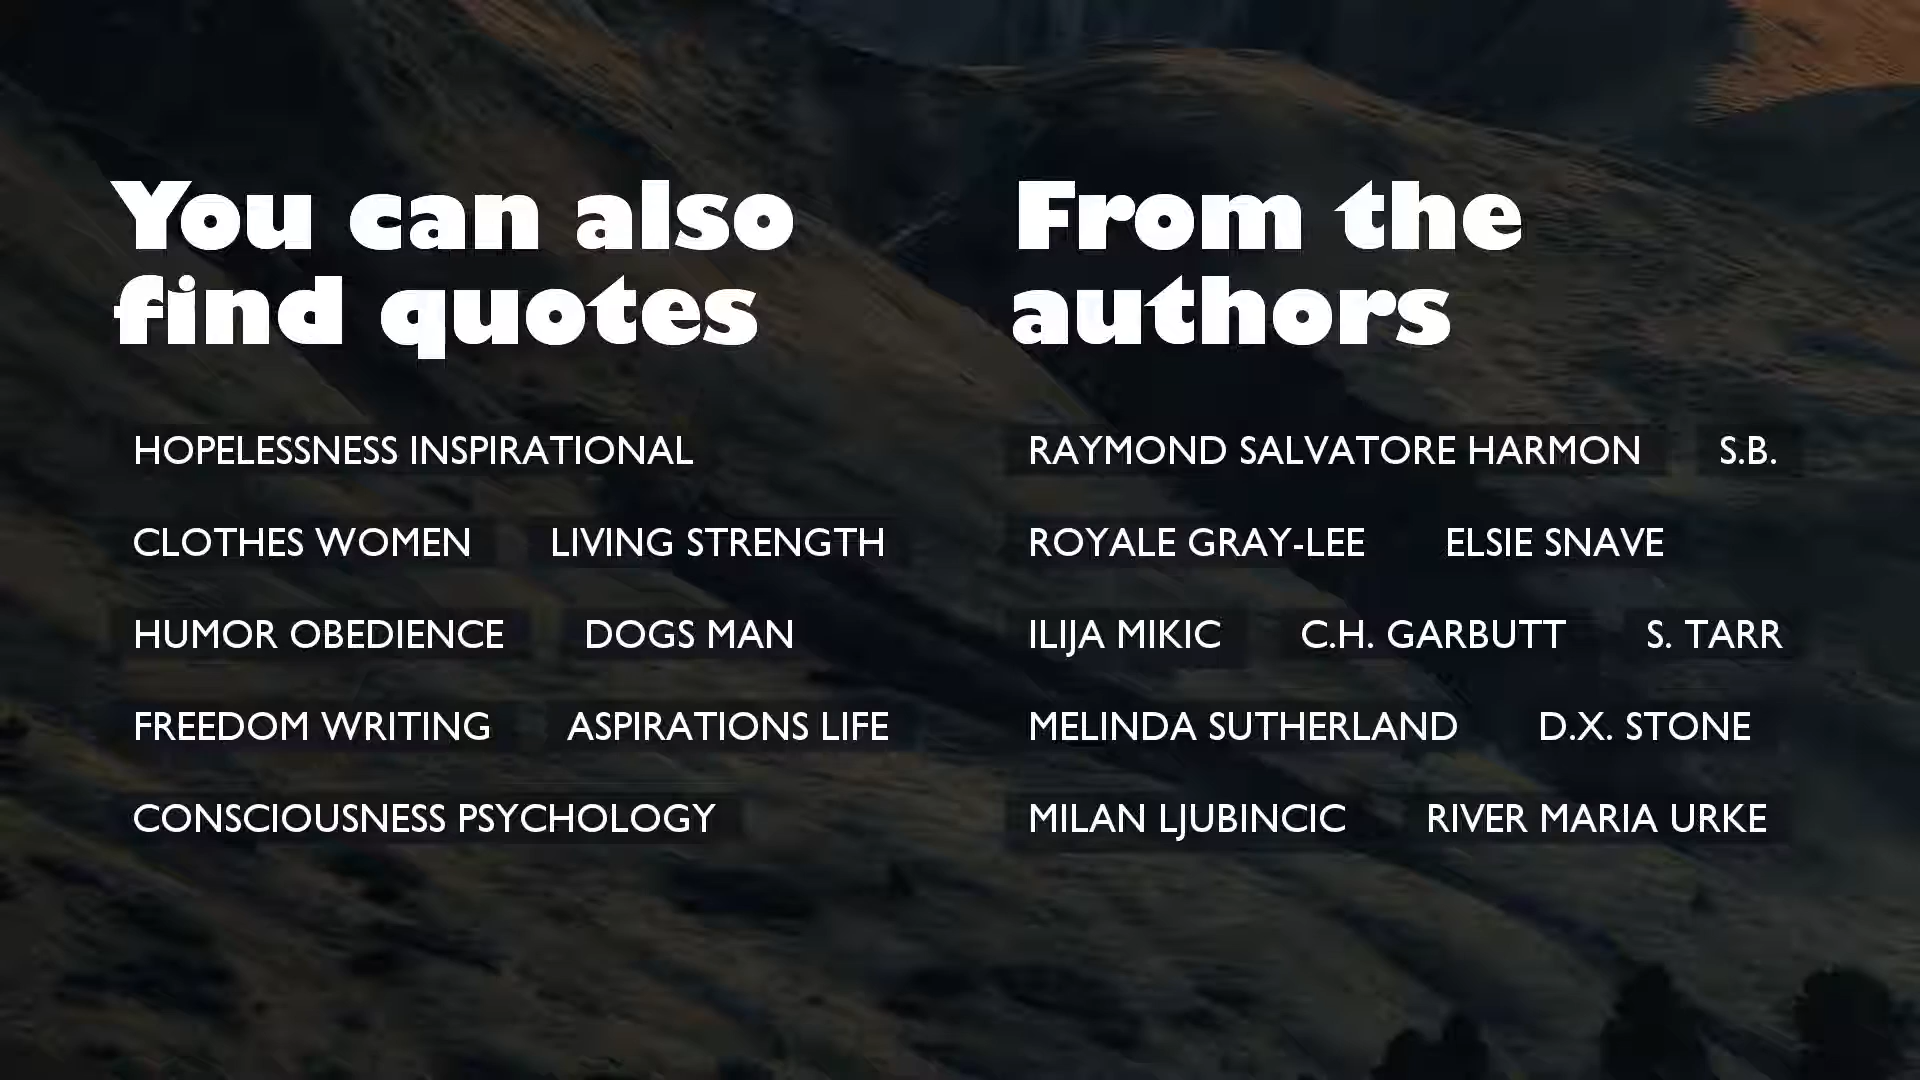 You can also
find quotes
HOPELESSNESS INSPIRATIONAL
CLOTHES WOMEN LIVING STRENGTH
HUMOR OBEDIENCE DOGS MAN
FREEDOM WRITING ASPIRATIONS LIFE
CONSCIOUSNESS PSYCHOLOGY
From the
authors
RAYMOND SALVATORE HARMON S.B.
ROYALE GRAY-LEE ELSIE SNAVE
ILIJA MIKIC C.H. GARBUTT S. TARR
MELINDA SUTHERLAND D.X. STONE
MILAN LJUBINCIC RIVER MARIA URKE